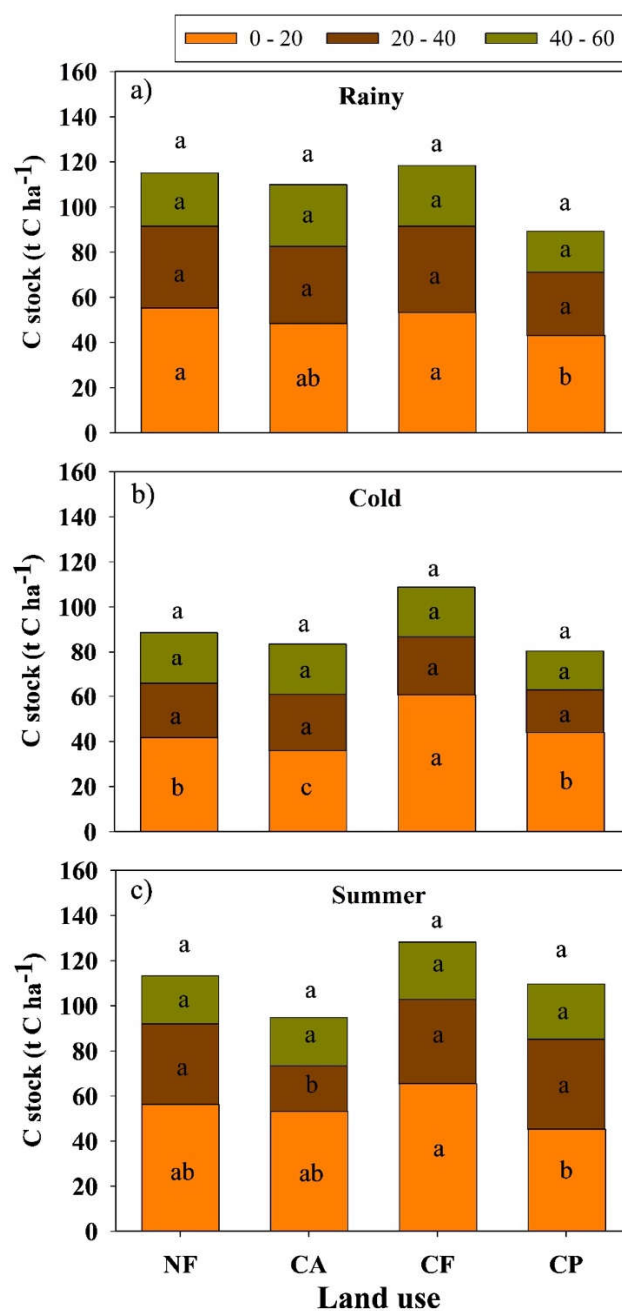 0 - 20 20 - 40 40 - 60
a) Rainy
160
140
120
100
80
60
40
20
0
C stock (t C ha-1)
a a a a
a a a a
a a a a
a ab a b
b) Cold
160
140
120
100
80
60
40
20
0
C stock (t C ha-1)
a a a a
a a a a
a a a a
b c a b
c) Summer
160
140
120
100
80
60
40
20
0
C stock (t C ha-1)
a a a a
a a a a
a b a a
ab ab a b
NF CA CF CP
Land use